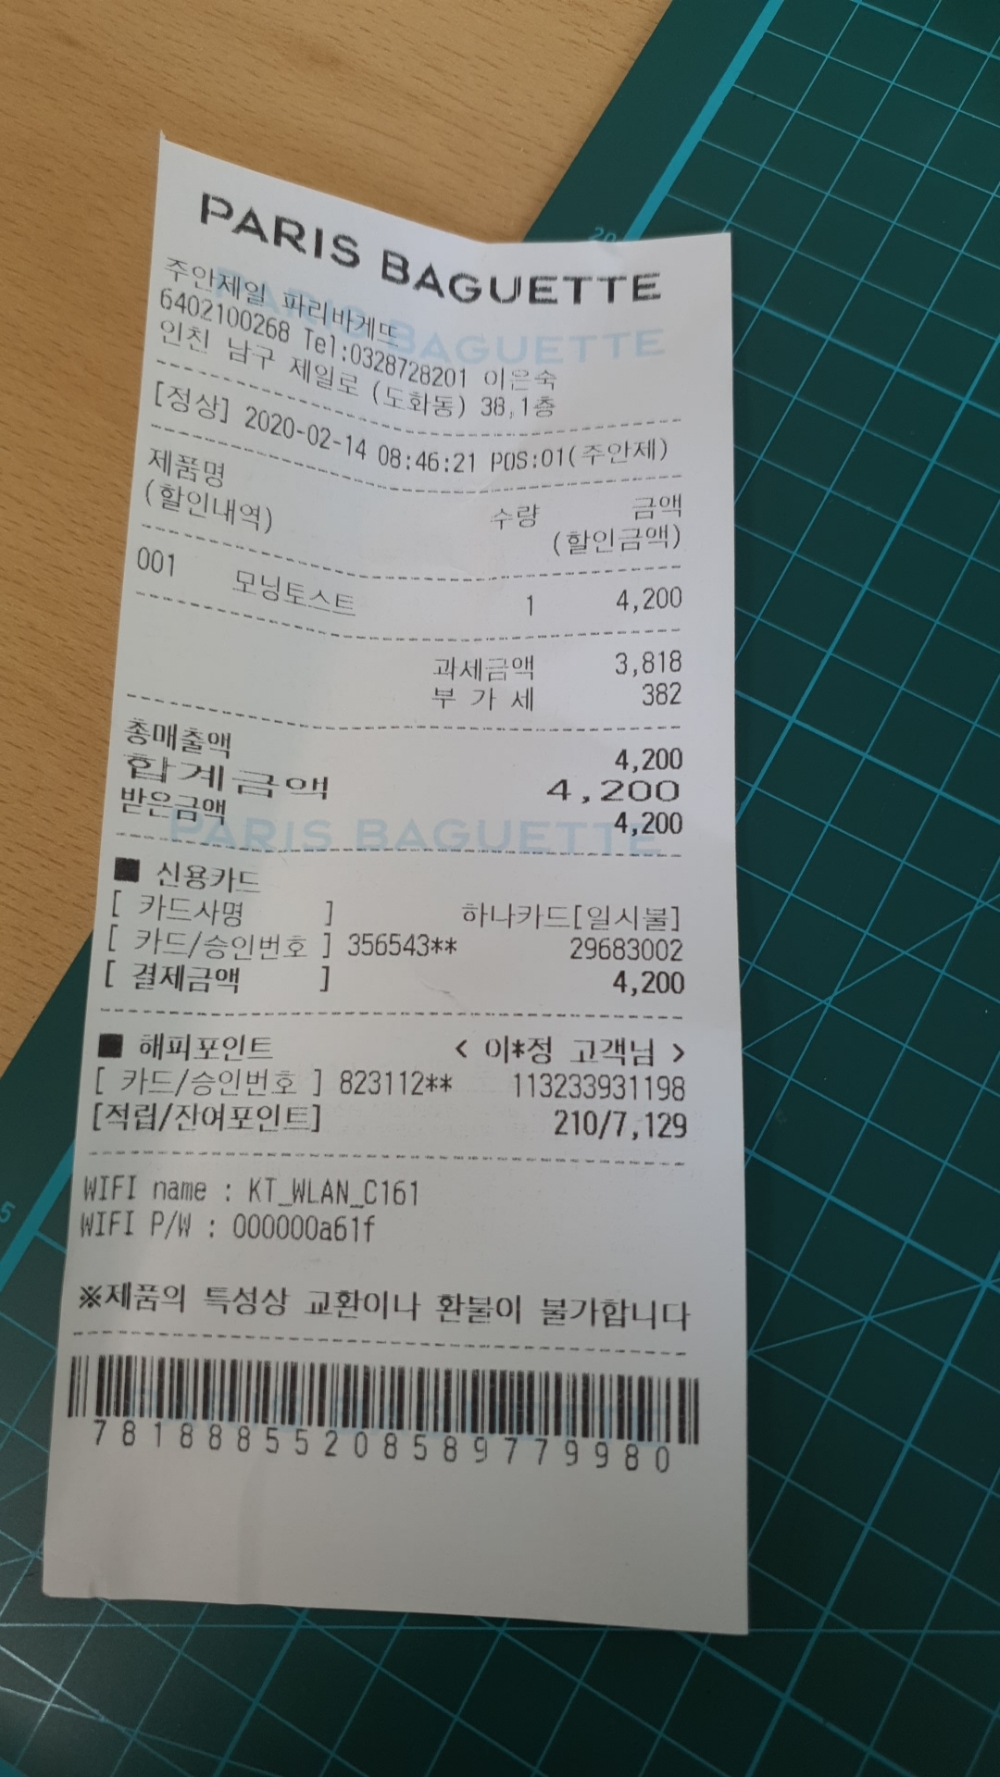 PARIS BAGUETTE
주안제일 파리바게뜨
6402100268 Tel:0328728201 이은숙
인친 남구 제일로 (도화동) 38,1층
[정상] 2020-02-14 08:46:21 POS:01(주안제)
제품명 수량 금액
(할인내역) (할인금액)
001 모닝토스트 1 4,200
과세금액 3,818
부 가 세 382
총매출액 4,200
합계금액 4,200
받은금액 4,200
PARIS BAGUETTE
■ 신용카드
[ 카드사명 ] 하나카드[일시불]
[ 카드/승인번호 ] 356543** 29683002
[ 결제금액 ] 4,200
■ 해피포인트 < 이*정 고객님 >
[ 카드/승인번호 ] 823112** 113233931198
[적립/잔여포인트] 210/7,129
WIFI name : KT_WLAN_C161
WIFI P/W : 000000a61f
※제품의 특성상 교환이나 환불이 불가합니다
78188855208589779980